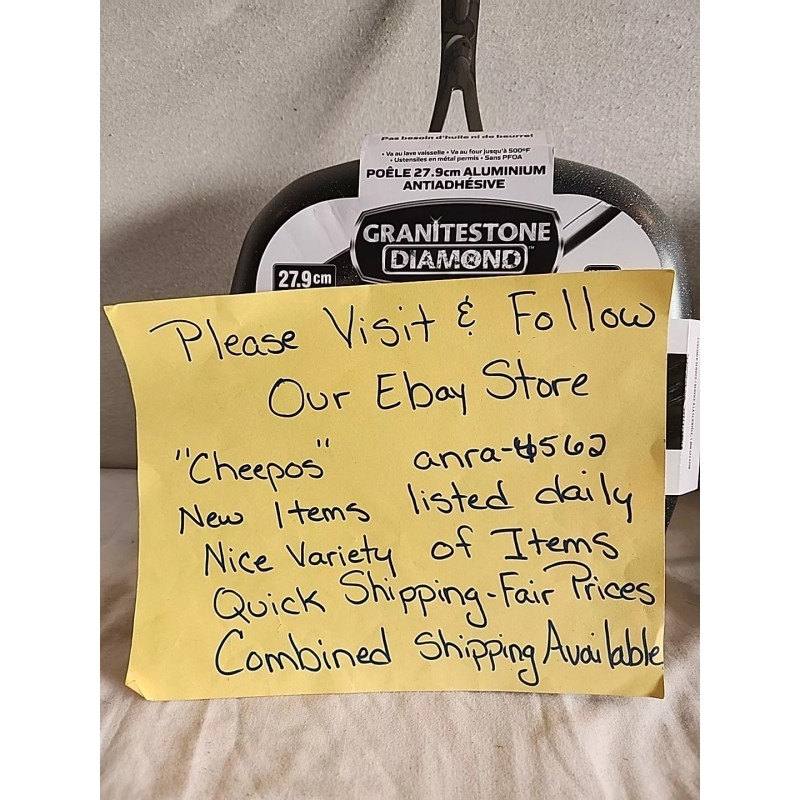 Pas besoin d'huile ni de beurre!
• Va au lave vaisselle • Va au four jusqu'à 500ºF
• Ustensiles en métal permis • Sans PFOA
POÊLE 27.9cm ALUMINIUM
ANTIADHÉSIVE
GRANITESTONE
DIAMOND™
27.9cm
Please Visit & Follow
Our Ebay Store
"Cheepos" anra-4562
New Items listed daily
Nice Variety of Items
Quick Shipping-Fair Prices
Combined Shipping Available